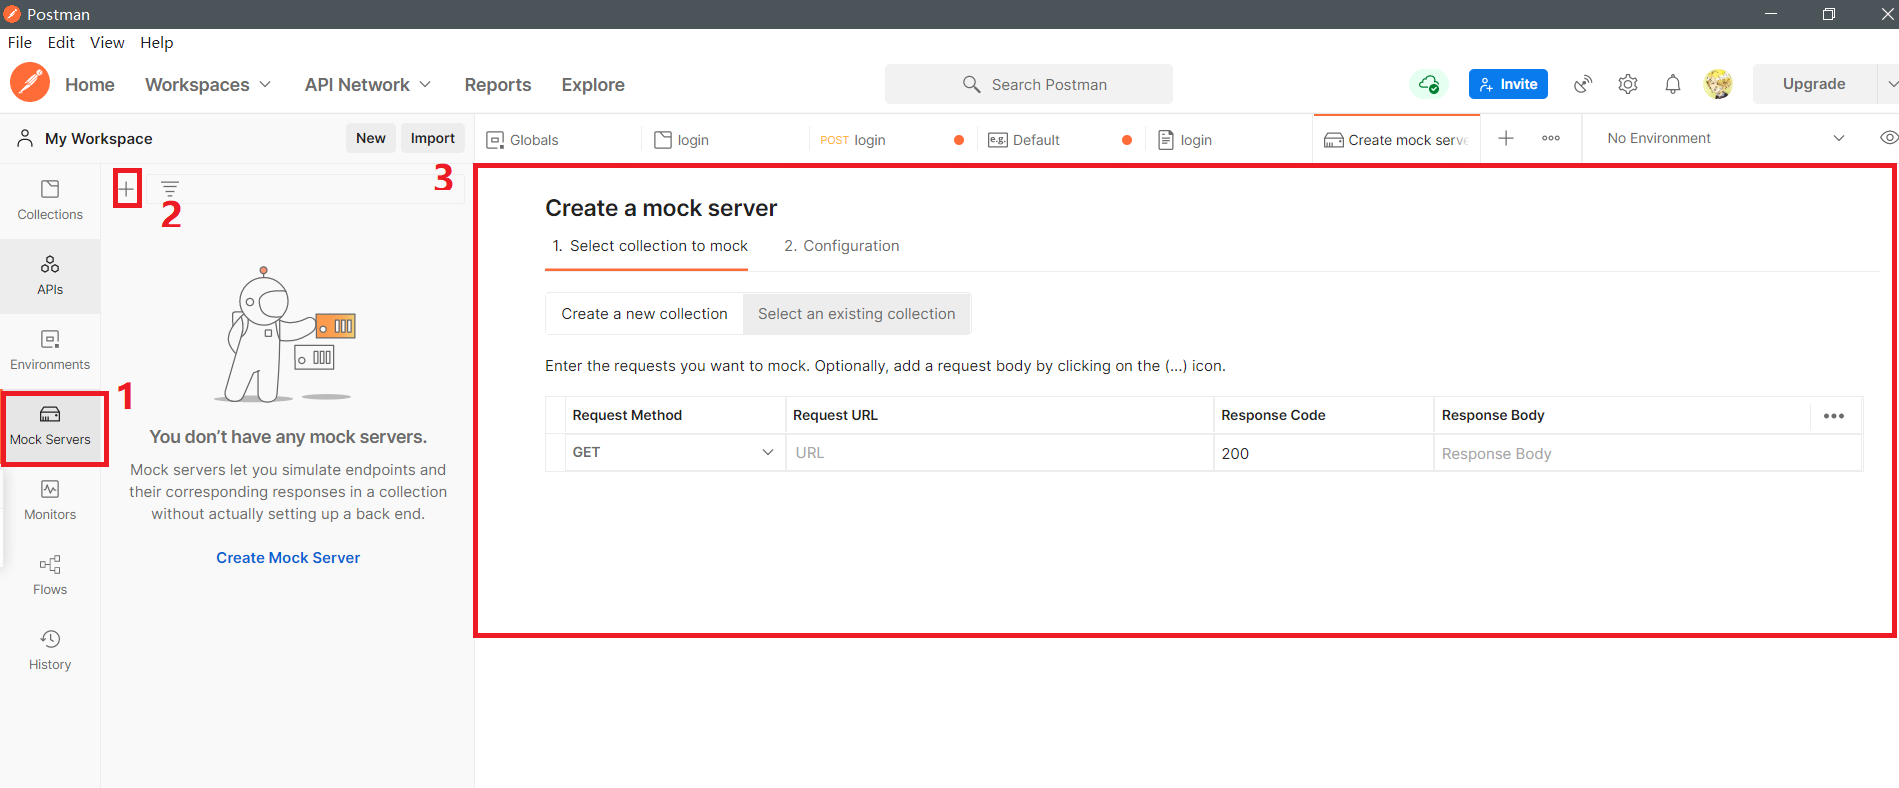 Postman
File Edit View Help
Home Workspaces API Network Reports Explore Search Postman Invite Upgrade
My Workspace New Import Globals login POST login e.g. Default login Create mock serve No Environment
3
Collections
2
APIs
Environments
1
Mock Servers
Monitors
Flows
History
You don’t have any mock servers.
Mock servers let you simulate endpoints and
their corresponding responses in a collection
without actually setting up a back end.
Create Mock Server
Create a mock server
1. Select collection to mock 2. Configuration
Create a new collection Select an existing collection
Enter the requests you want to mock. Optionally, add a request body by clicking on the (...) icon.
Request Method Request URL Response Code Response Body •••
GET URL 200 Response Body